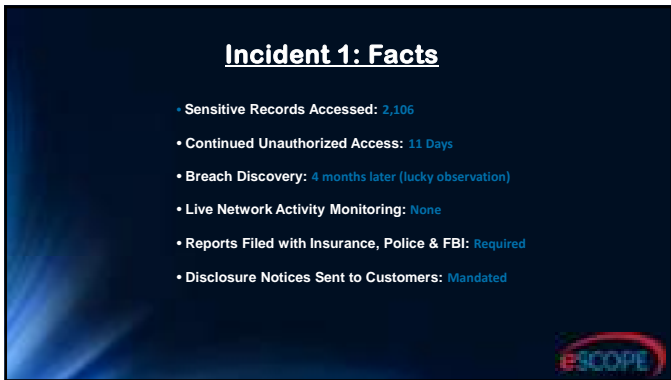 Incident 1: Facts
• Sensitive Records Accessed: 2,106
• Continued Unauthorized Access: 11 Days
• Breach Discovery: 4 months later (lucky observation)
• Live Network Activity Monitoring: None
• Reports Filed with Insurance, Police & FBI: Required
• Disclosure Notices Sent to Customers: Mandated
eSCOPE